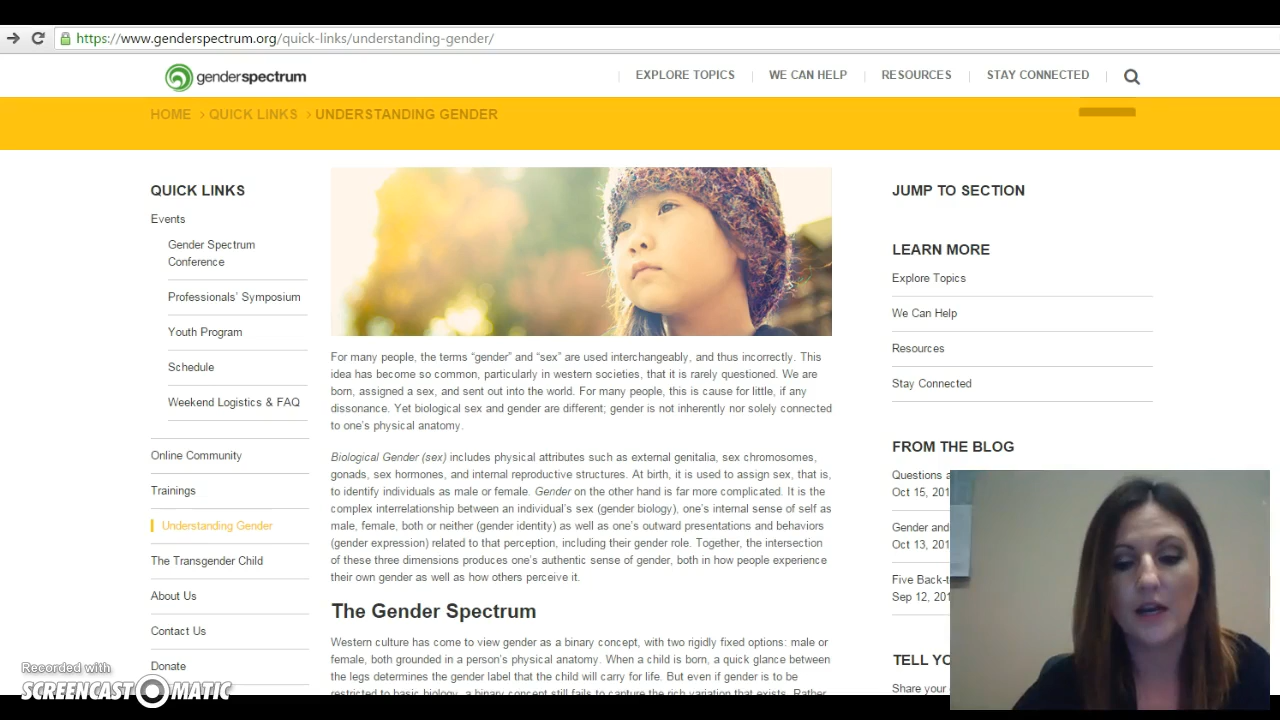 https://www.genderspectrum.org/quick-links/understanding-gender/
genderspectrum
EXPLORE TOPICS
WE CAN HELP
RESOURCES
STAY CONNECTED
HOME > QUICK LINKS > UNDERSTANDING GENDER
QUICK LINKS
Events
Gender Spectrum
Conference
Professionals' Symposium
Youth Program
Schedule
Weekend Logistics & FAQ
Online Community
Trainings
Understanding Gender
The Transgender Child
About Us
Contact Us
Donate
For many people, the terms “gender” and “sex” are used interchangeably, and thus incorrectly. This
idea has become so common, particularly in western societies, that it is rarely questioned. We are
born, assigned a sex, and sent out into the world. For many people, this is cause for little, if any
dissonance. Yet biological sex and gender are different; gender is not inherently nor solely connected
to one’s physical anatomy.
Biological Gender (sex) includes physical attributes such as external genitalia, sex chromosomes,
gonads, sex hormones, and internal reproductive structures. At birth, it is used to assign sex, that is,
to identify individuals as male or female. Gender on the other hand is far more complicated. It is the
complex interrelationship between an individual’s sex (gender biology), one’s internal sense of self as
male, female, both or neither (gender identity) as well as one’s outward presentations and behaviors
(gender expression) related to that perception, including their gender role. Together, the intersection
of these three dimensions produces one’s authentic sense of gender, both in how people experience
their own gender as well as how others perceive it.
The Gender Spectrum
Western culture has come to view gender as a binary concept, with two rigidly fixed options: male or
female, both grounded in a person’s physical anatomy. When a child is born, a quick glance between
the legs determines the gender label that the child will carry for life. But even if gender is to be
restricted to basic biology, a binary concept still fails to capture the rich variation that exists. Rather
JUMP TO SECTION
LEARN MORE
Explore Topics
We Can Help
Resources
Stay Connected
FROM THE BLOG
Questions a
Oct 15, 201
Gender and
Oct 13, 201
Five Back-t
Sep 12, 201
TELL YO
Share your
Recorded with
SCREENCAST-O-MATIC